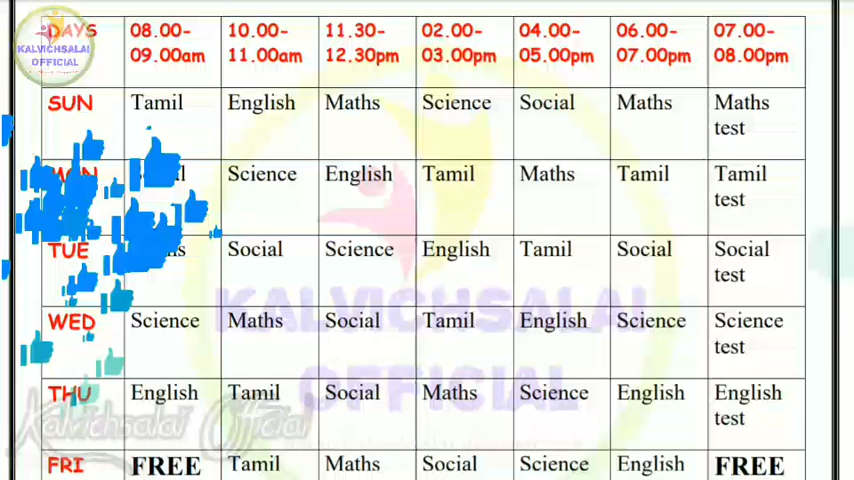 DAYS 08.00- 10.00- 11.30- 02.00- 04.00- 06.00- 07.00-
09.00am 11.00am 12.30pm 03.00pm 05.00pm 07.00pm 08.00pm
KALVICHSALAI
OFFICIAL
SUN Tamil English Maths Science Social Maths Maths
test
MON Science English Tamil Maths Tamil Tamil
test
TUE Social Science English Tamil Social Social
test
KALVICHSALAI
WED Science Maths Social Tamil English Science Science
test
OFFICIAL
THU English Tamil Social Maths Science English English
test
Kalvichsalai Official
FRI FREE Tamil Maths Social Science English FREE